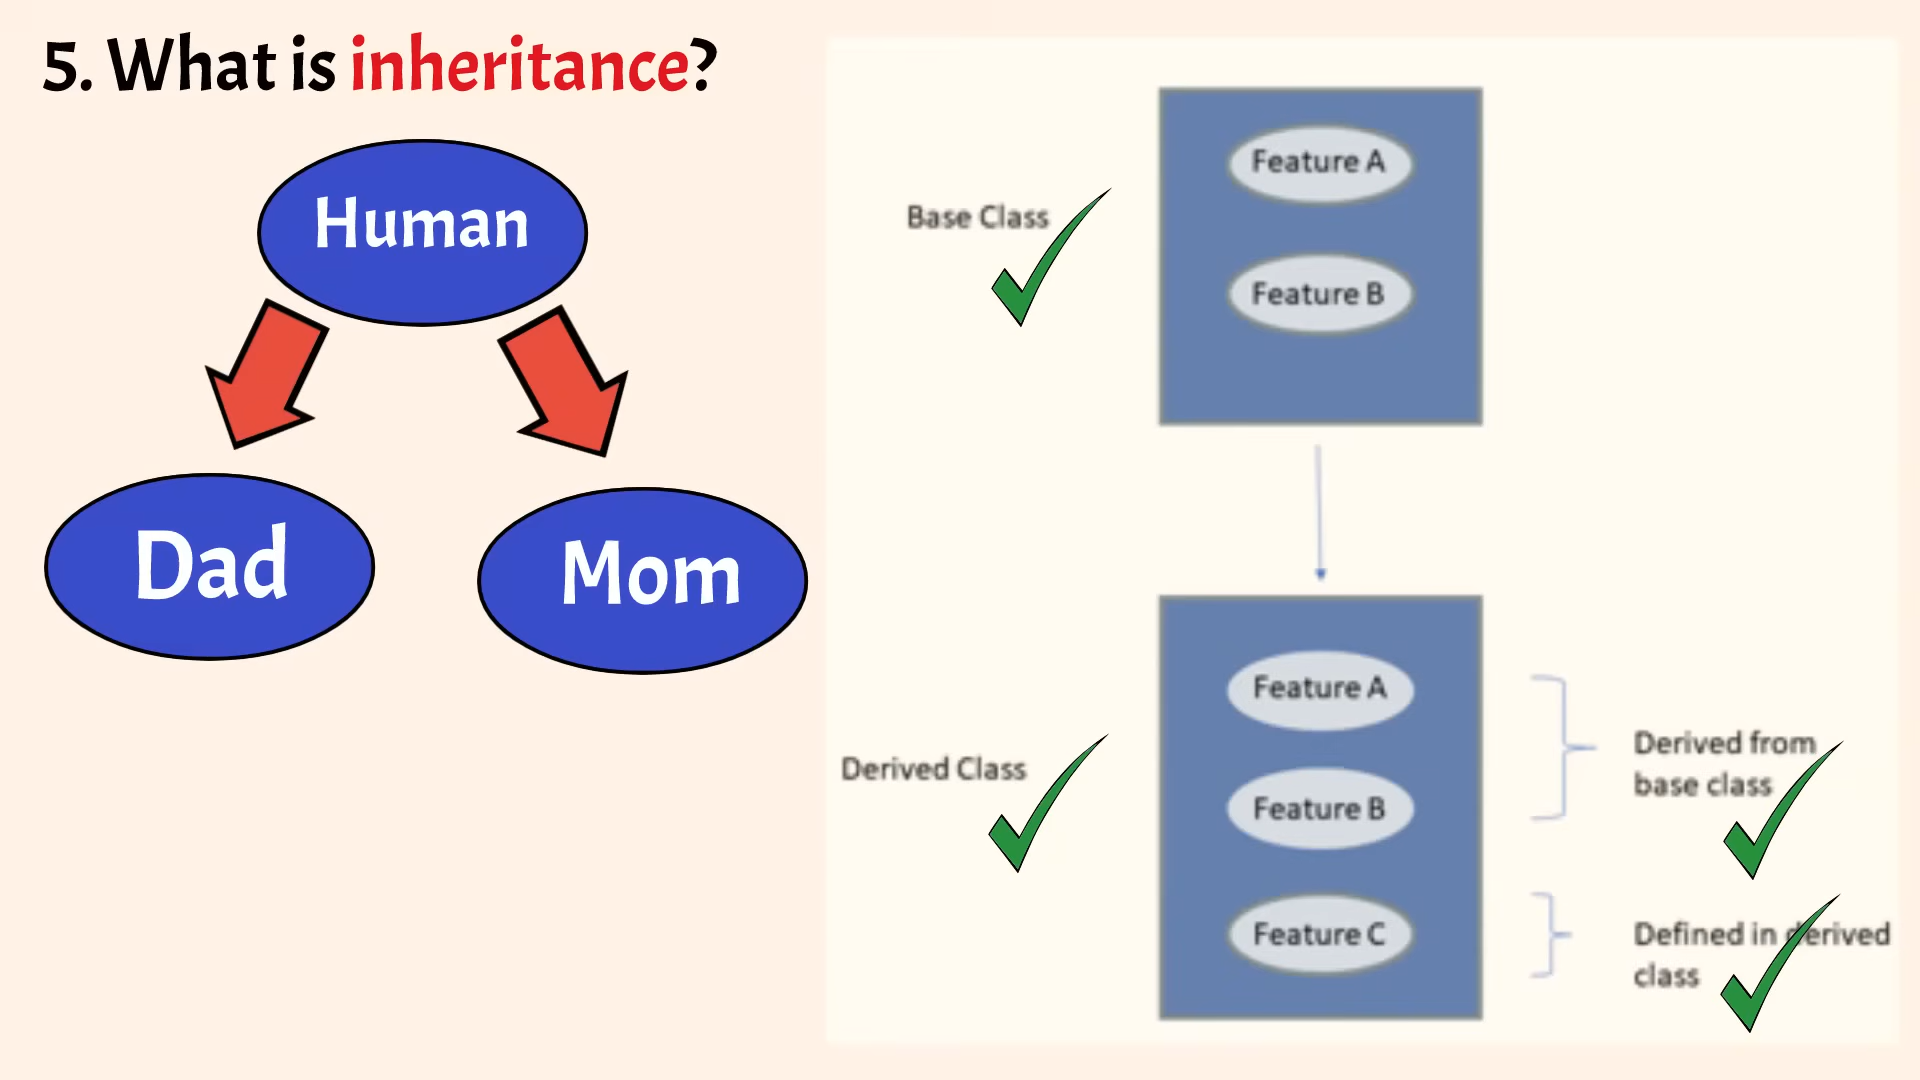 5. What is inheritance?
Human
Dad
Mom
Base Class
Feature A
Feature B
Derived Class
Feature A
Feature B
Feature C
Derived from
base class
Defined in derived
class